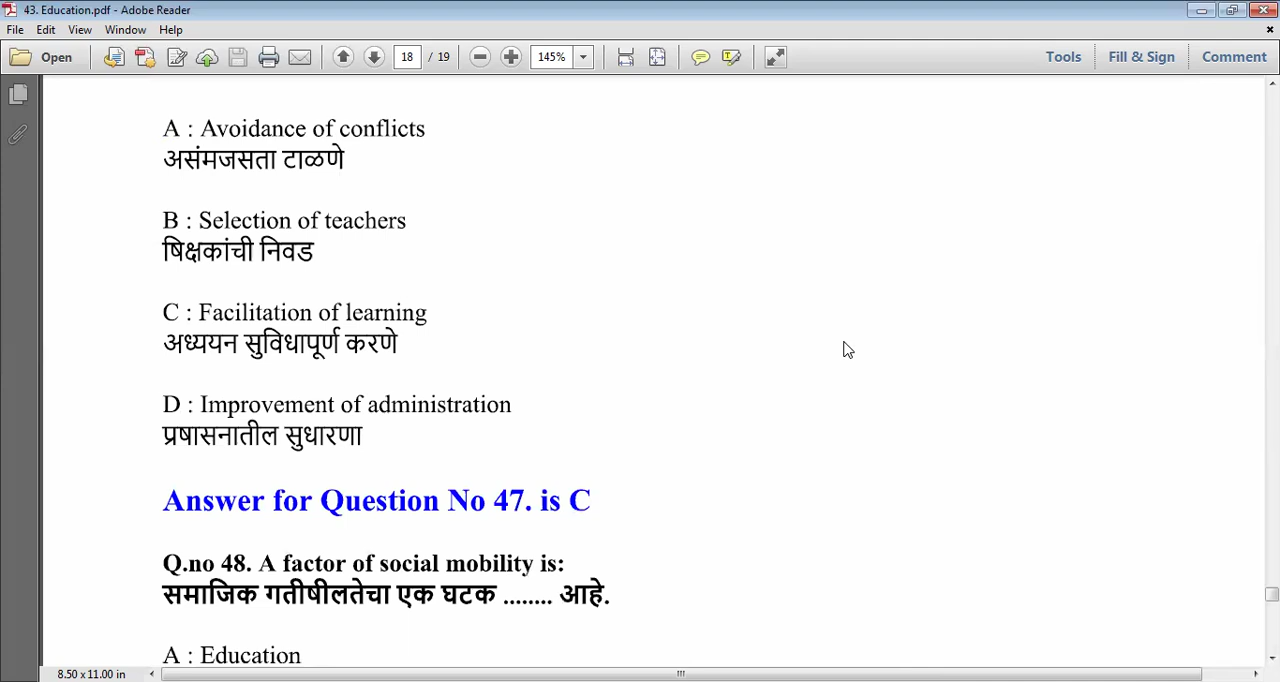 43. Education.pdf - Adobe Reader
File Edit View Window Help
Open 18 / 19 145% Tools Fill & Sign Comment
A : Avoidance of conflicts
असंमजसता टाळणे
B : Selection of teachers
षिक्षकांची निवड
C : Facilitation of learning
अध्ययन सुविधापूर्ण करणे
D : Improvement of administration
प्रषासनातील सुधारणा
Answer for Question No 47. is C
Q.no 48. A factor of social mobility is:
समाजिक गतीषीलतेचा एक घटक ........ आहे.
A : Education
8.50 x 11.00 in